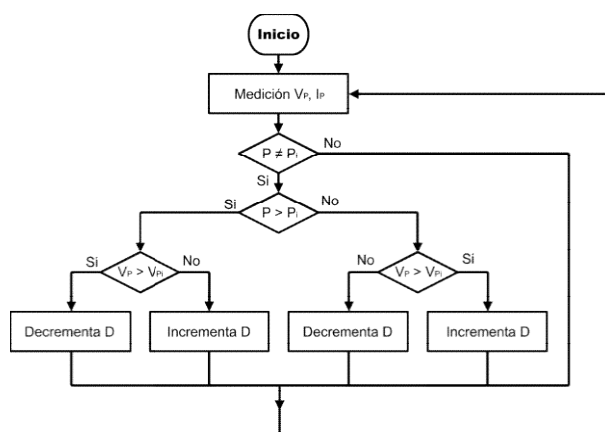 Inicio
Medición VP, IP
P ≠ Pi
No
Si
P > Pi
Si
No
VP > VPi
Si
No
VP > VPi
No
Si
Decrementa D
Incrementa D
Decrementa D
Incrementa D